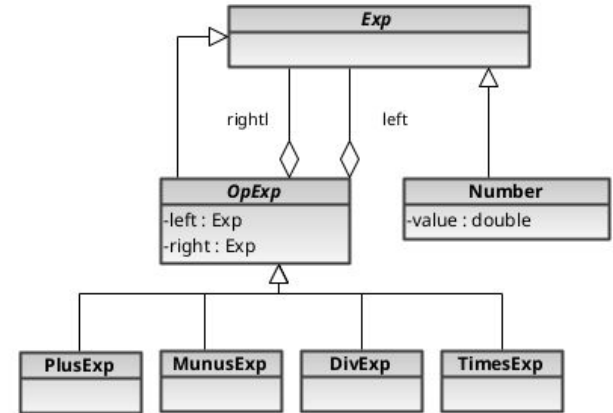 Exp
rightl
left
OpExp
-left : Exp
-right : Exp
Number
-value : double
PlusExp
MunusExp
DivExp
TimesExp